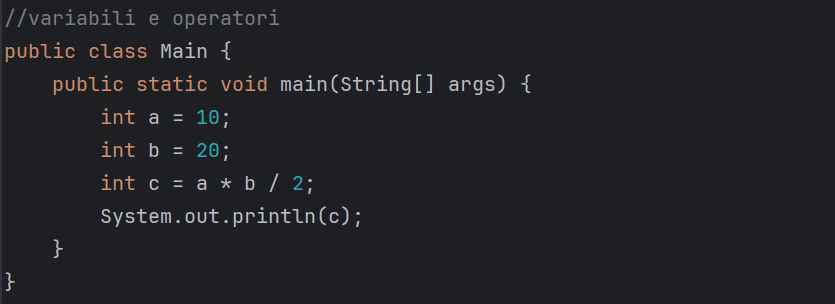 //variabili e operatori
public class Main {
    public static void main(String[] args) {
        int a = 10;
        int b = 20;
        int c = a * b / 2;
        System.out.println(c);
    }
}